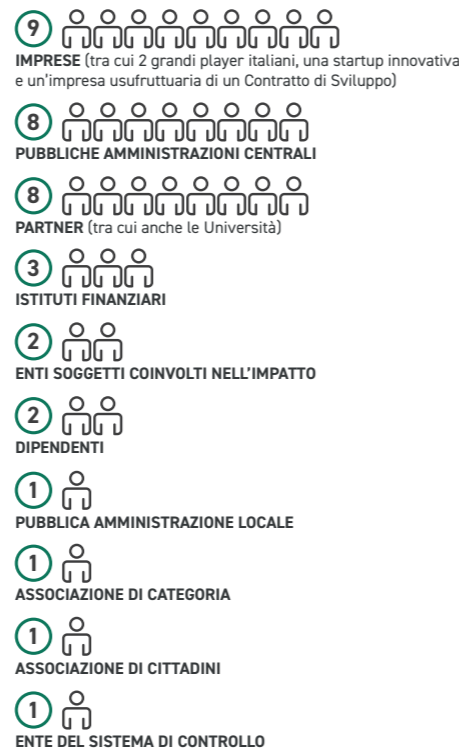 9
IMPRESE (tra cui 2 grandi player italiani, una startup innovativa
e un'impresa usufruttuaria di un Contratto di Sviluppo)
8
PUBBLICHE AMMINISTRAZIONI CENTRALI
8
PARTNER (tra cui anche le Università)
3
ISTITUTI FINANZIARI
2
ENTI SOGGETTI COINVOLTI NELL'IMPATTO
2
DIPENDENTI
1
PUBBLICA AMMINISTRAZIONE LOCALE
1
ASSOCIAZIONE DI CATEGORIA
1
ASSOCIAZIONE DI CITTADINI
1
ENTE DEL SISTEMA DI CONTROLLO